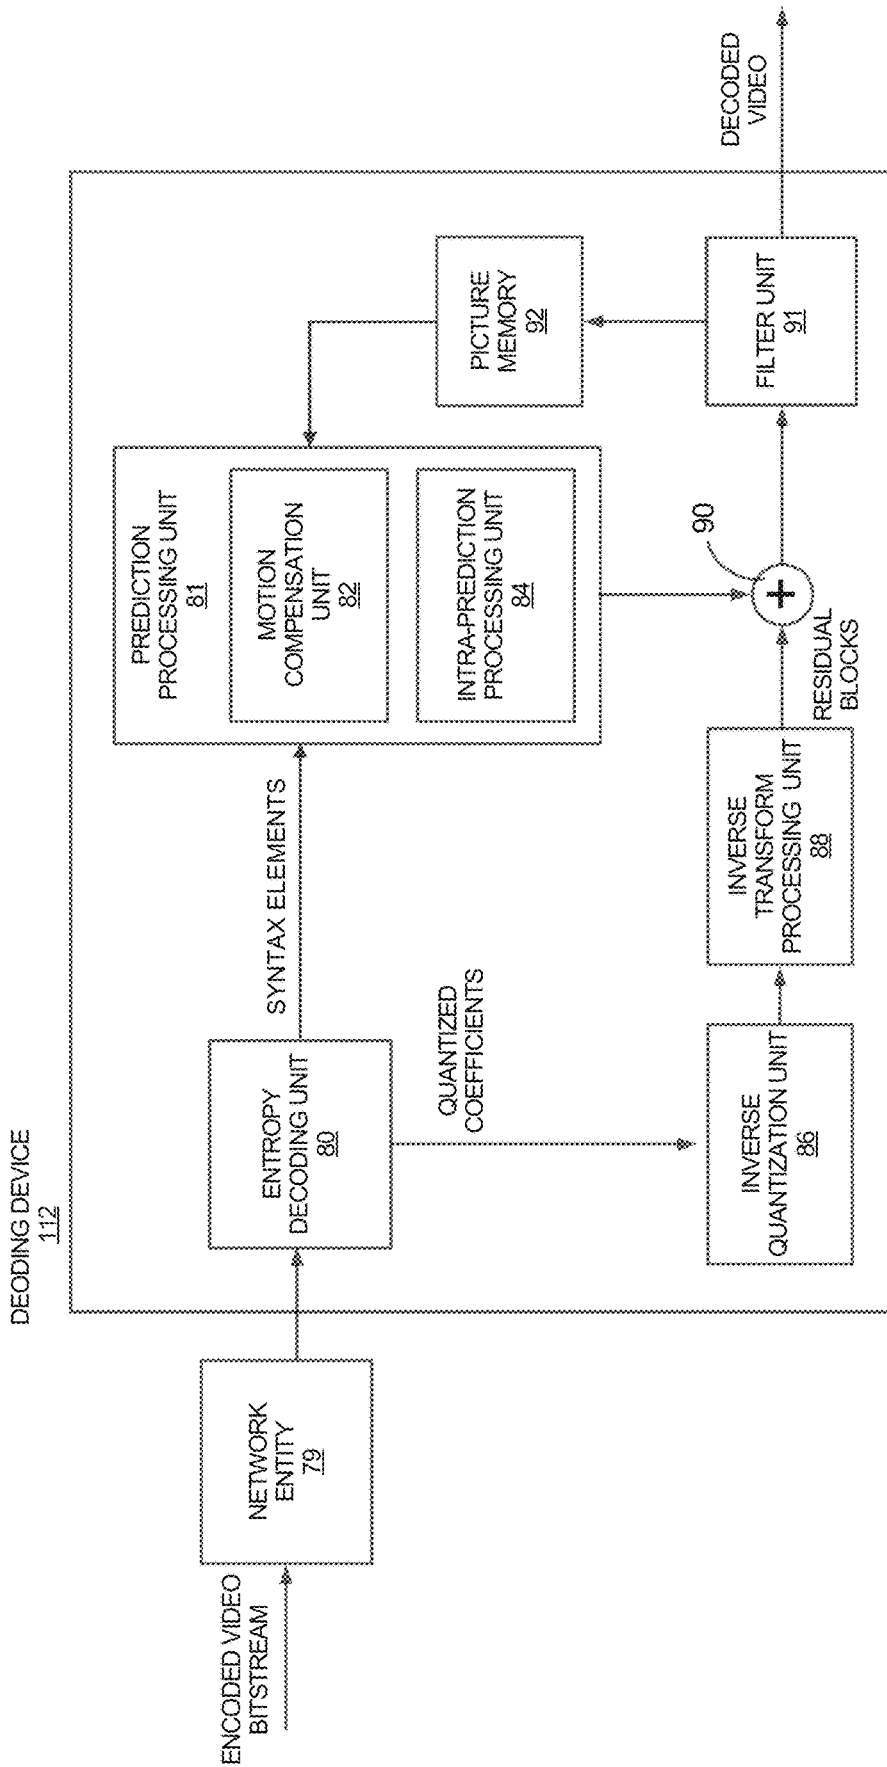 DEODING DEVICE
112
ENCODED VIDEO
BITSTREAM
NETWORK
ENTITY
79
ENTROPY
DECODING UNIT
80
SYNTAX ELEMENTS
QUANTIZED
COEFFICIENTS
PREDICTION
PROCESSING UNIT
81
MOTION
COMPENSATION
UNIT
82
INTRA-PREDICTION
PROCESSING UNIT
84
PICTURE
MEMORY
92
INVERSE
QUANTIZATION UNIT
86
INVERSE
TRANSFORM
PROCESSING UNIT
88
RESIDUAL
BLOCKS
+
90
FILTER UNIT
91
DECODED
VIDEO